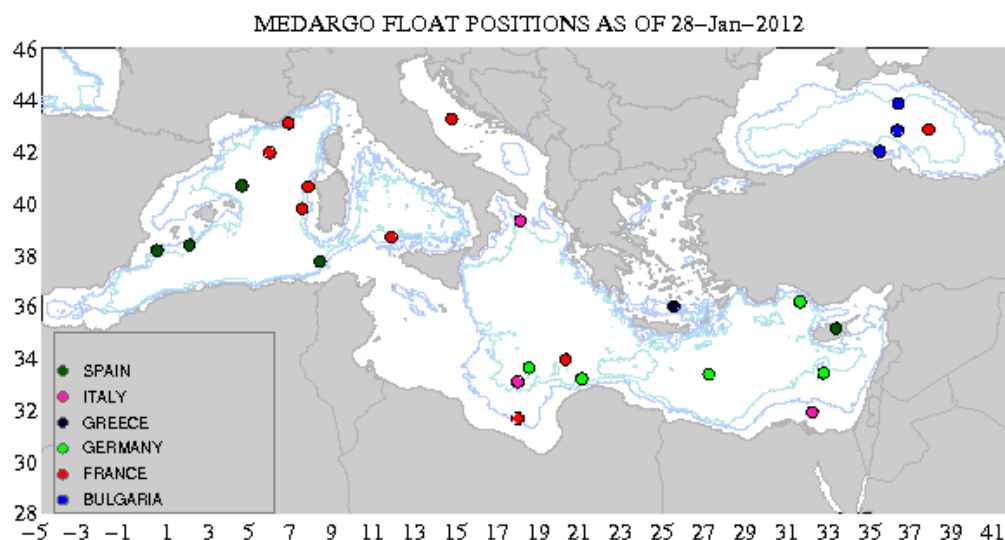 MEDARGO FLOAT POSITIONS AS OF 28-Jan-2012
46
44
42
40
38
36
34
32
30
28
SPAIN
ITALY
GREECE
GERMANY
FRANCE
BULGARIA
-5 -3 -1 1 3 5 7 9 11 13 15 17 19 21 23 25 27 29 31 33 35 37 39 41